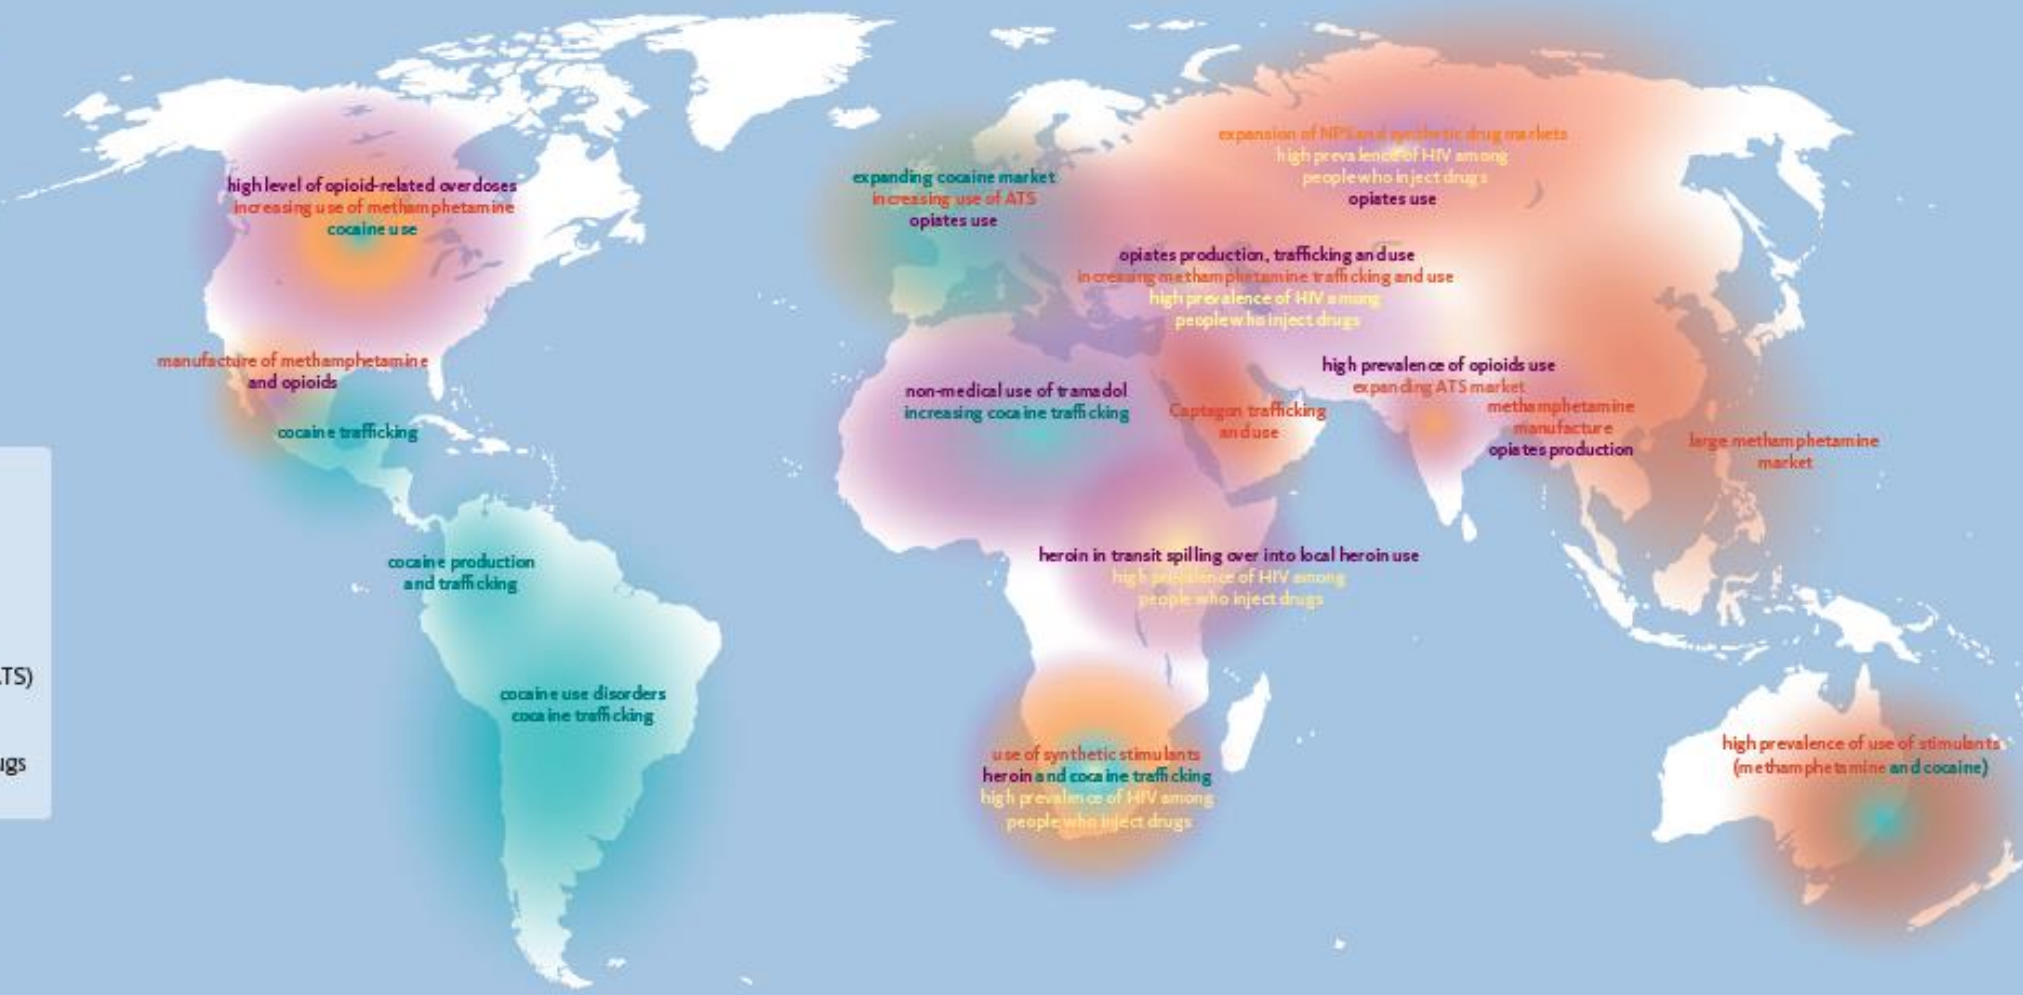 high level of opioid-related overdoses
increasing use of methamphetamine
cocaine use
manufacture of methamphetamine
and opioids
cocaine trafficking
cocaine production
and trafficking
cocaine use disorders
cocaine trafficking
expanding cocaine market
increasing use of ATS
opiates use
expansion of NPS and synthetic drug markets
high prevalence of HIV among
people who inject drugs
opiates use
opiates production, trafficking and use
increasing methamphetamine trafficking and use
high prevalence of HIV among
people who inject drugs
non-medical use of tramadol
increasing cocaine trafficking
Captagon trafficking
and use
high prevalence of opioids use
expanding ATS market
methamphetamine
manufacture
opiates production
large methamphetamine
market
heroin in transit spilling over into local heroin use
high prevalence of HIV among
people who inject drugs
use of synthetic stimulants
heroin and cocaine trafficking
high prevalence of HIV among
people who inject drugs
high prevalence of use of stimulants
(methamphetamine and cocaine)
TS)
ugs